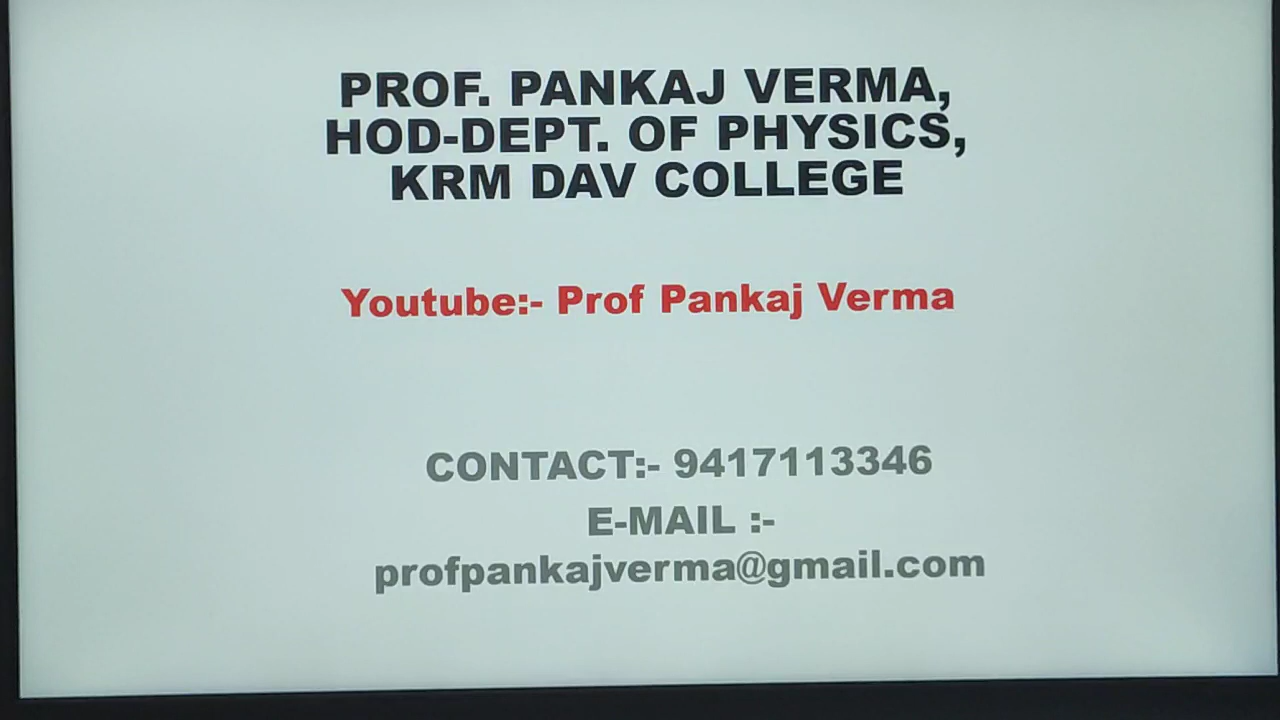 PROF. PANKAJ VERMA,
HOD-DEPT. OF PHYSICS,
KRM DAV COLLEGE
Youtube:- Prof Pankaj Verma
CONTACT:- 9417113346
E-MAIL :-
profpankajverma@gmail.com